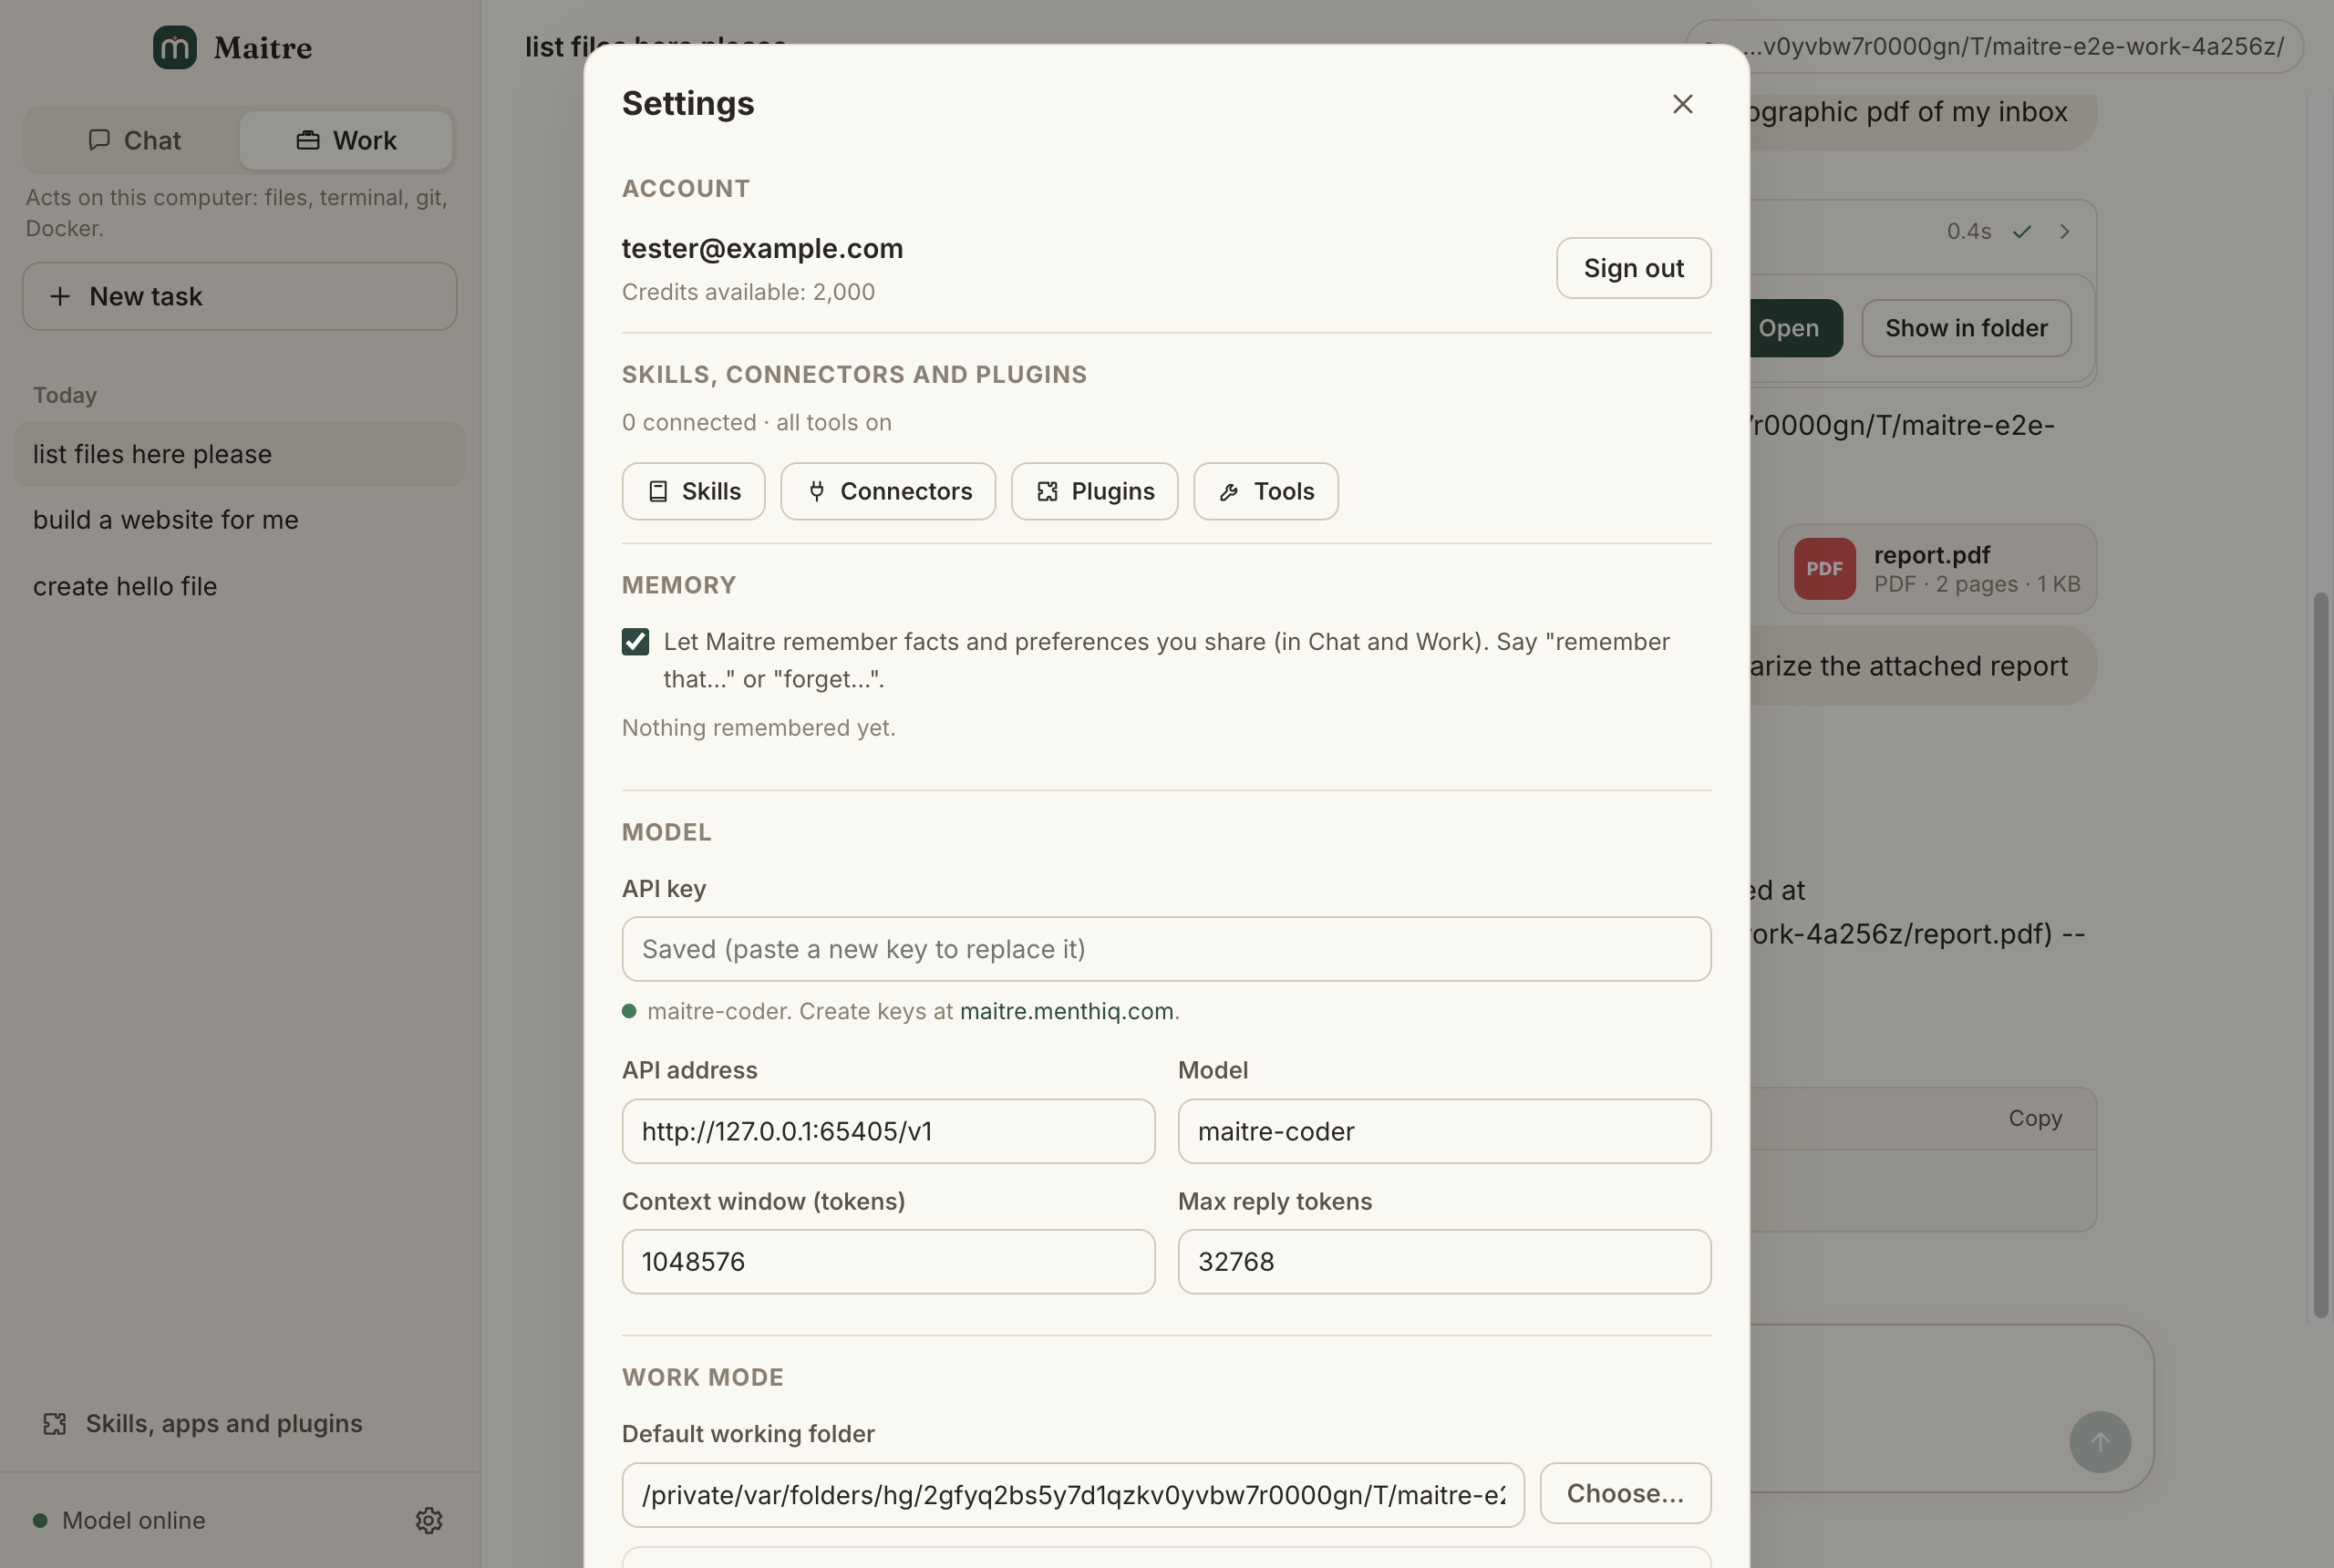 Maitre
Chat
Work
Acts on this computer: files, terminal, git,
Docker.
New task
Today
list files here please
build a website for me
create hello file
Skills, apps and plugins
Model online
list files here please
...v0yvbw7r0000gn/T/maitre-e2e-work-4a256z/
Settings
ACCOUNT
tester@example.com
Credits available: 2,000
Sign out
SKILLS, CONNECTORS AND PLUGINS
0 connected · all tools on
Skills
Connectors
Plugins
Tools
MEMORY
Let Maitre remember facts and preferences you share (in Chat and Work). Say "remember
that..." or "forget...".
Nothing remembered yet.
MODEL
API key
Saved (paste a new key to replace it)
maitre-coder. Create keys at maitre.menthiq.com.
API address
Model
http://127.0.0.1:65405/v1
maitre-coder
Context window (tokens)
Max reply tokens
1048576
32768
WORK MODE
Default working folder
/private/var/folders/hg/2gfyq2bs5y7d1qzkv0yvbw7r0000gn/T/maitre-e2
Choose...
ographic pdf of my inbox
0.4s
Open
Show in folder
r0000gn/T/maitre-e2e-
PDF
report.pdf
PDF · 2 pages · 1 KB
arize the attached report
ed at
ork-4a256z/report.pdf) --
Copy